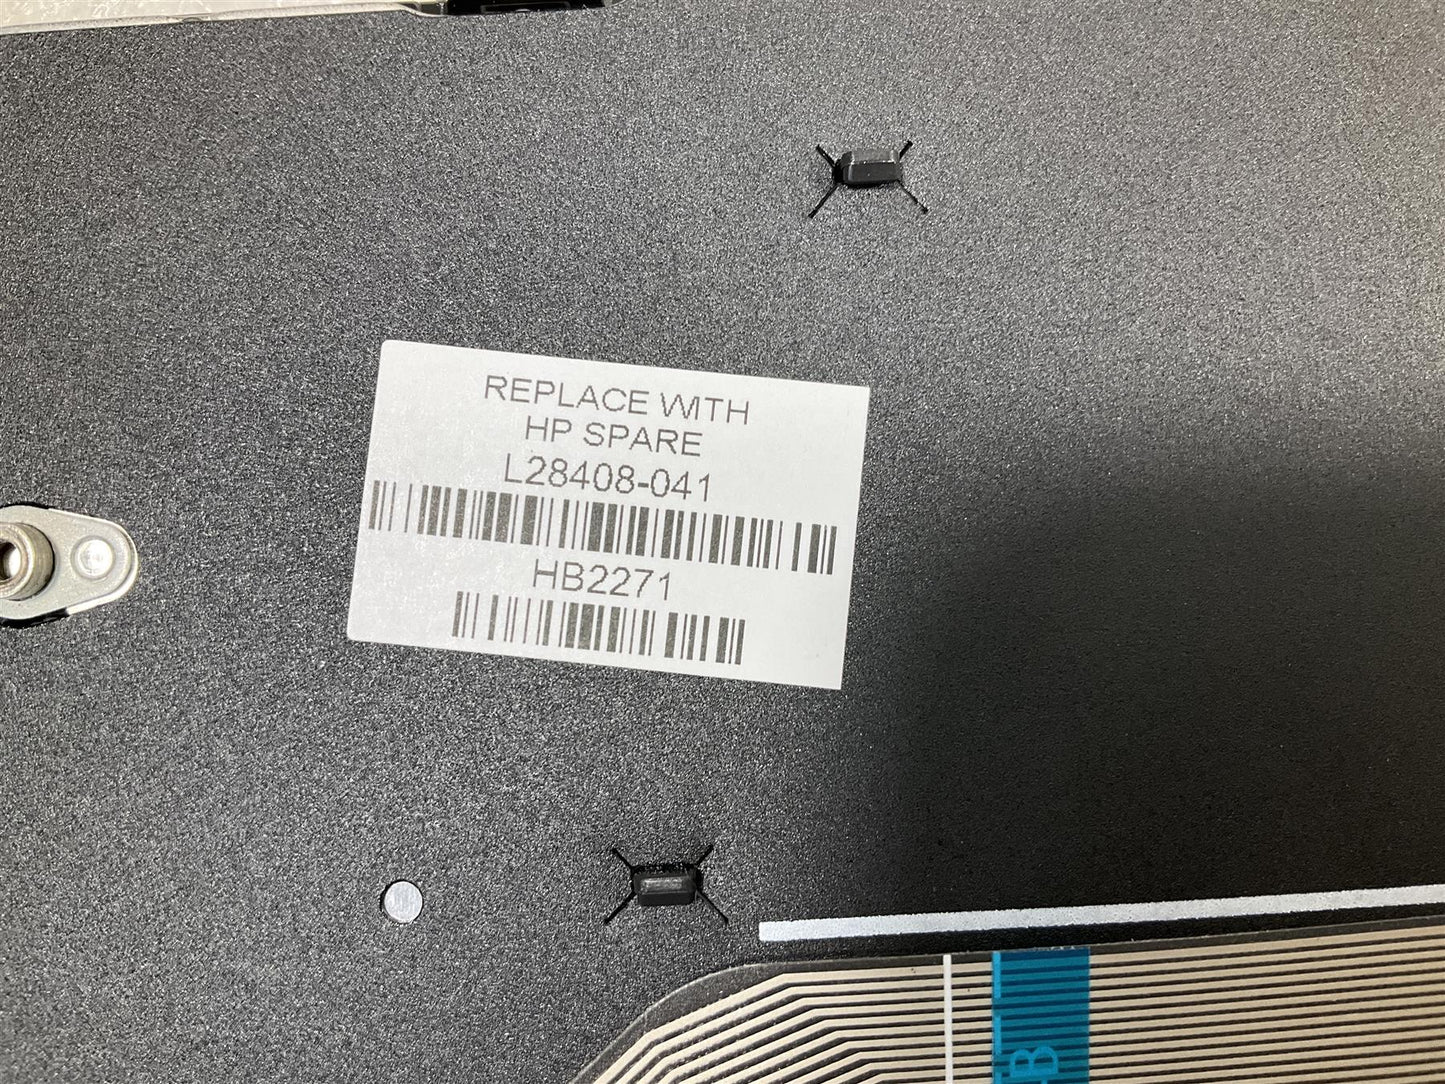 REPLACE WITH
HP SPARE
L28408-041
HB2271